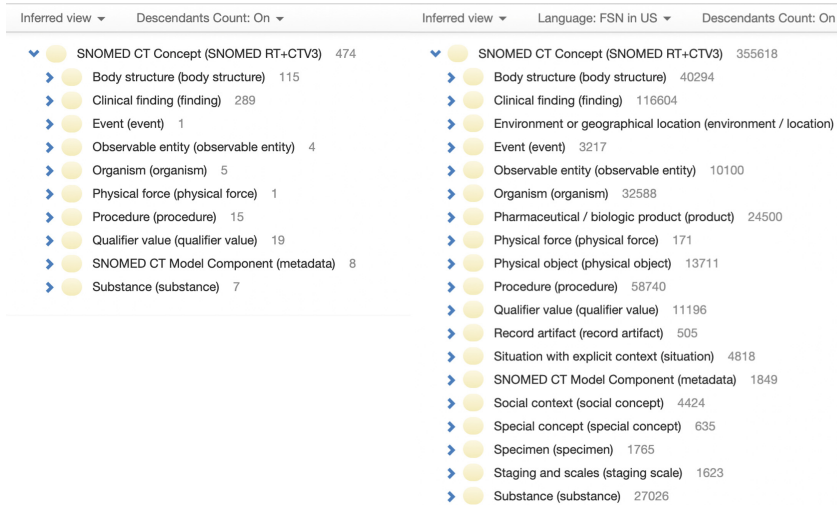 Inferred view Descendants Count: On
SNOMED CT Concept (SNOMED RT+CTV3) 474
Body structure (body structure) 115
Clinical finding (finding) 289
Event (event) 1
Observable entity (observable entity) 4
Organism (organism) 5
Physical force (physical force) 1
Procedure (procedure) 15
Qualifier value (qualifier value) 19
SNOMED CT Model Component (metadata) 8
Substance (substance) 7
Inferred view Language: FSN in US Descendants Count: On
SNOMED CT Concept (SNOMED RT+CTV3) 355618
Body structure (body structure) 40294
Clinical finding (finding) 116604
Environment or geographical location (environment / location)
Event (event) 3217
Observable entity (observable entity) 10100
Organism (organism) 32588
Pharmaceutical / biologic product (product) 24500
Physical force (physical force) 171
Physical object (physical object) 13711
Procedure (procedure) 58740
Qualifier value (qualifier value) 11196
Record artifact (record artifact) 505
Situation with explicit context (situation) 4818
SNOMED CT Model Component (metadata) 1849
Social context (social concept) 4424
Special concept (special concept) 635
Specimen (specimen) 1765
Staging and scales (staging scale) 1623
Substance (substance) 27026